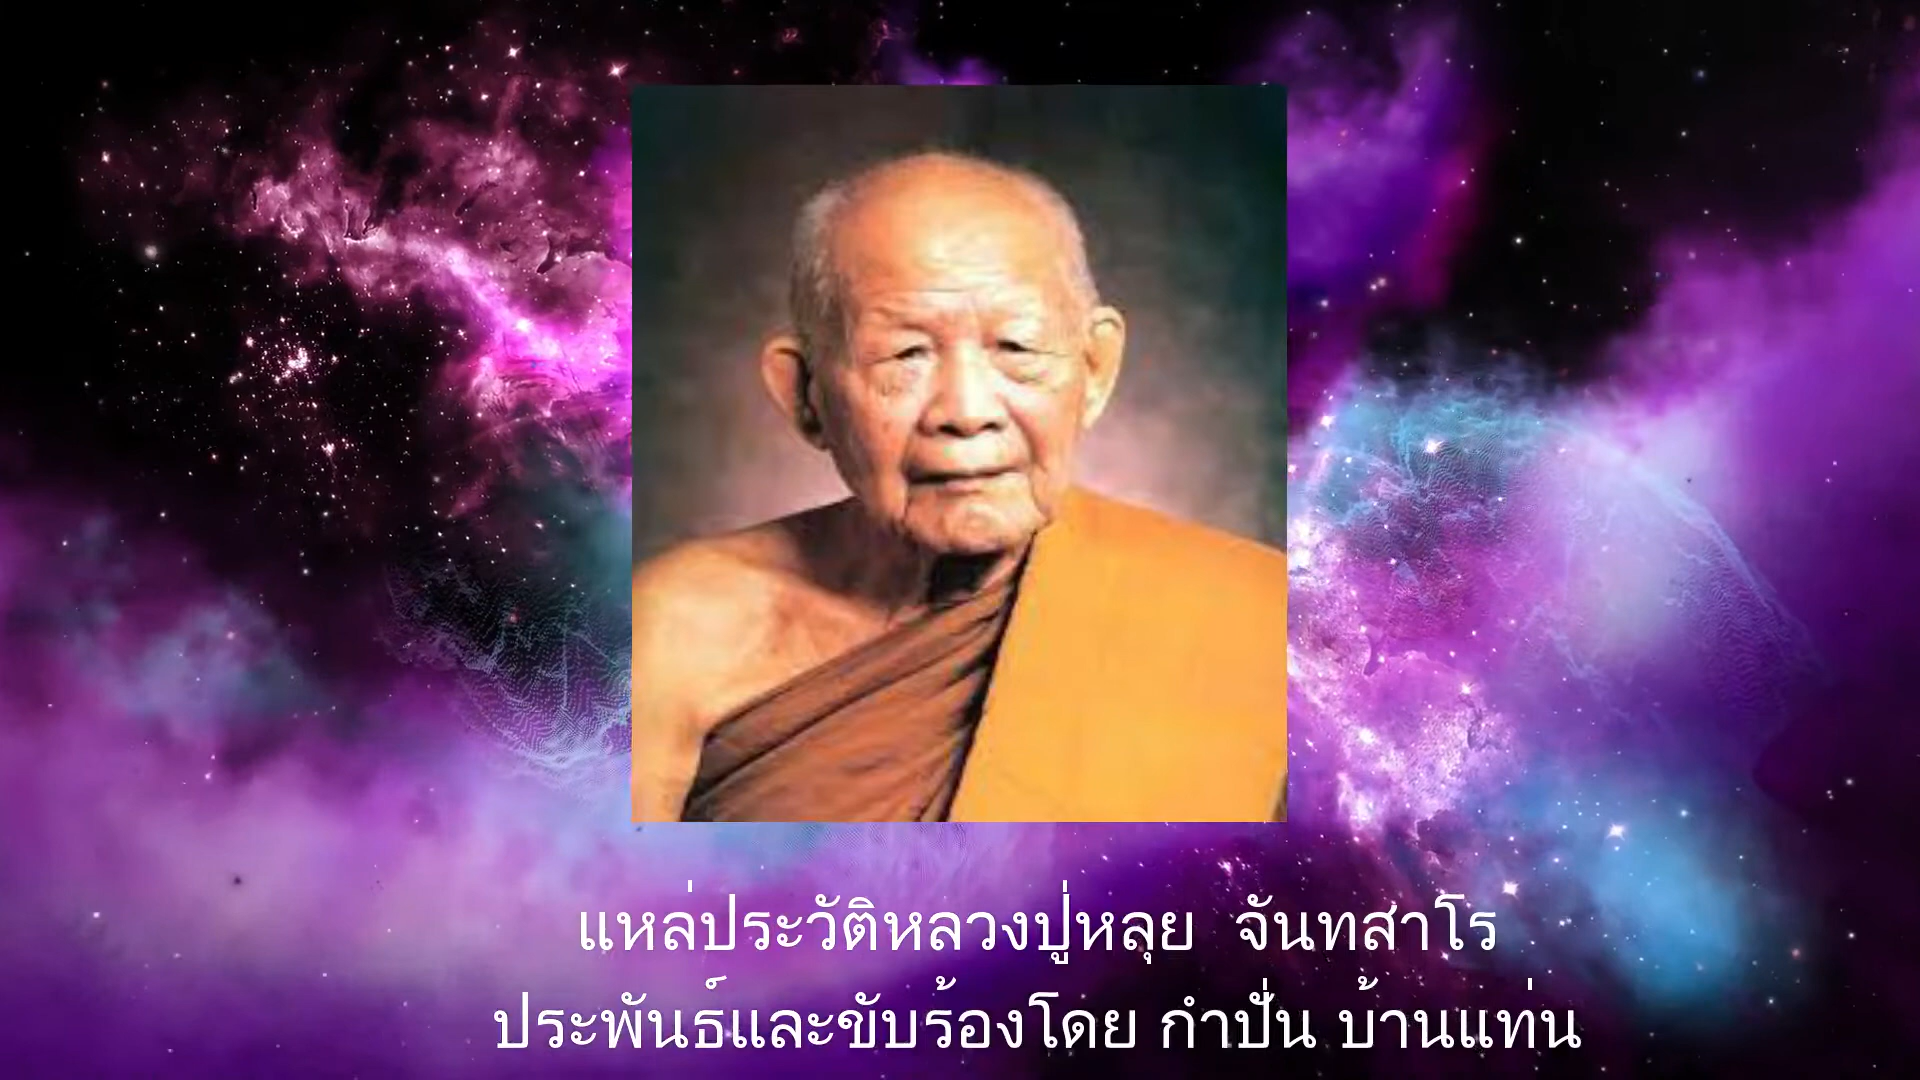 แหล่ประวัติหลวงปู่หลุย จันทสาโร
ประพันธ์และขับร้องโดย กำปั่น บ้านแท่น